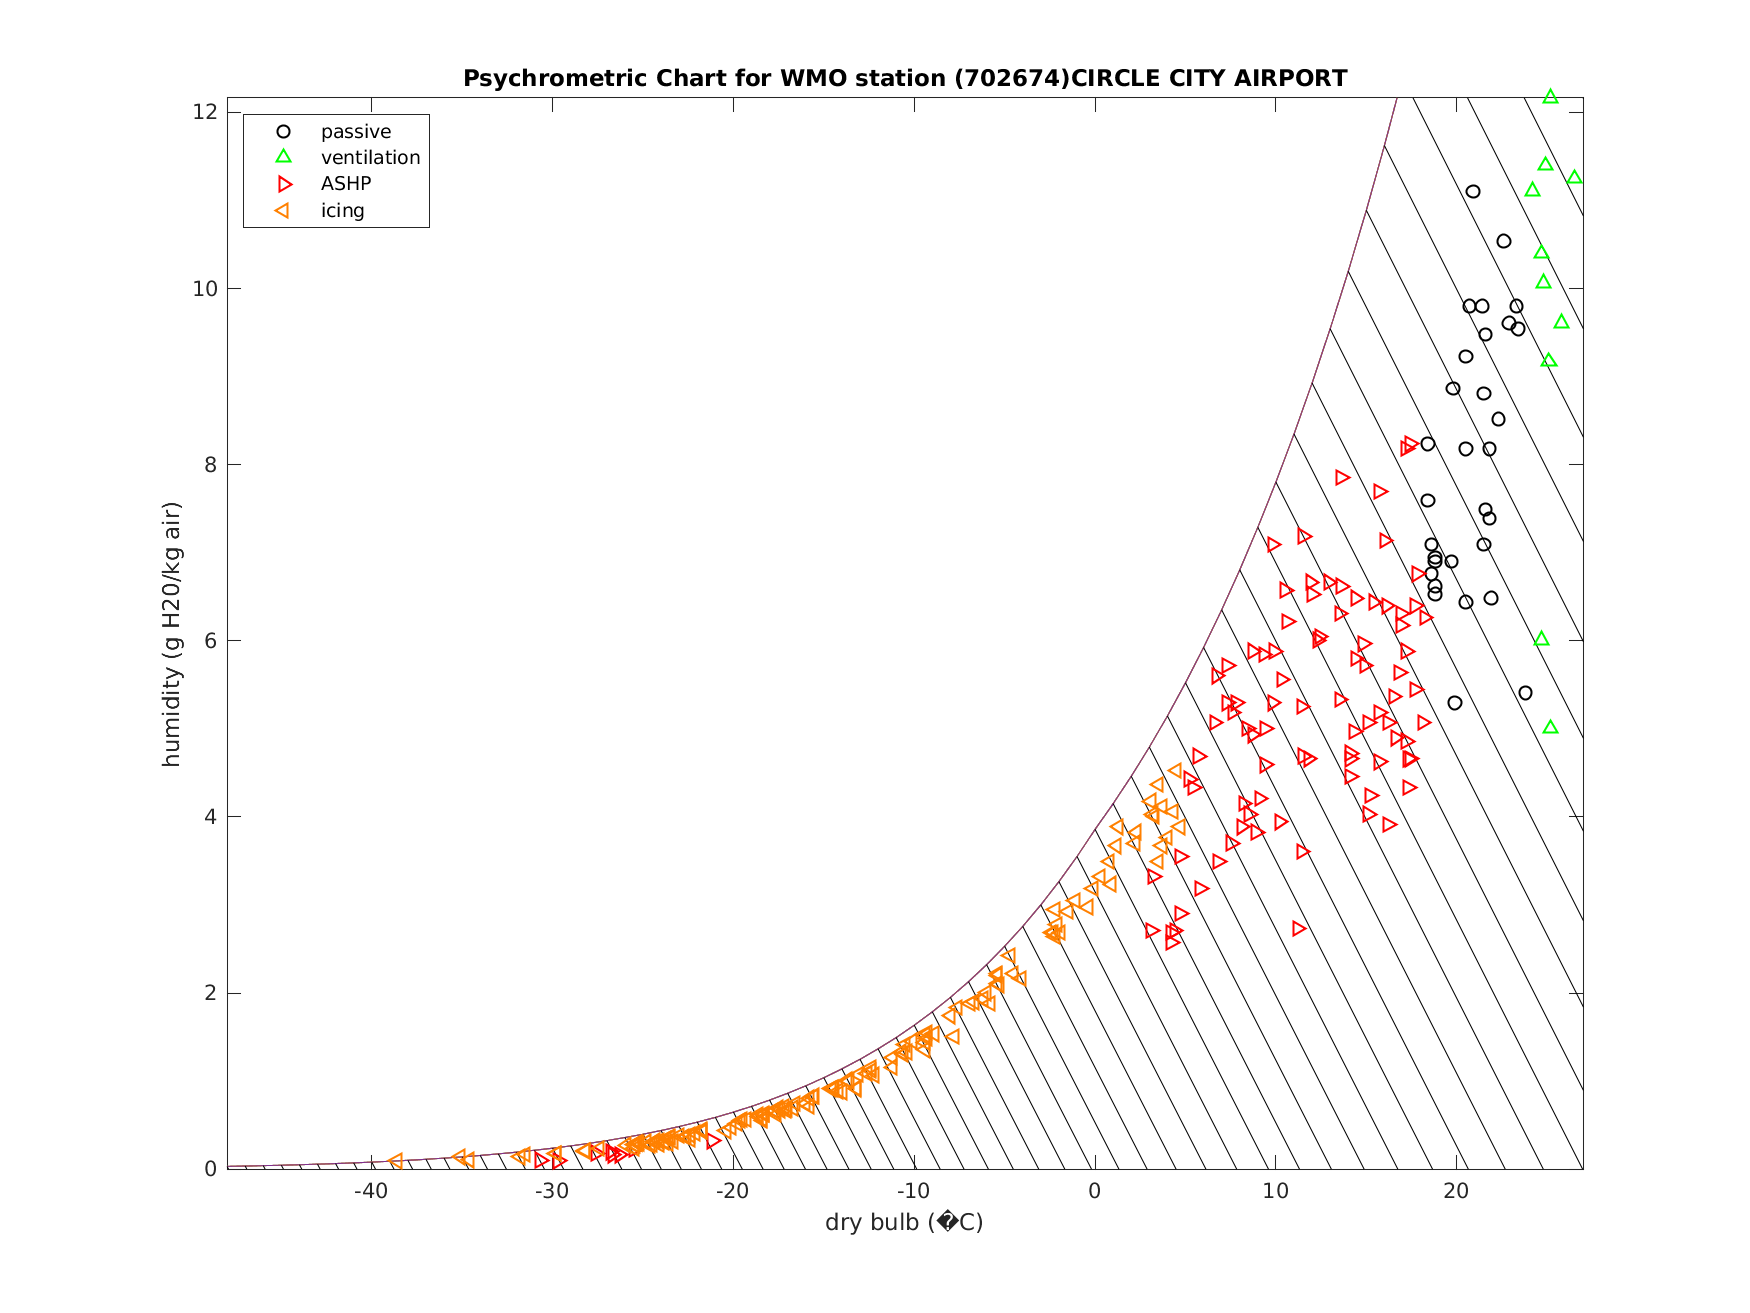 Psychrometric Chart for WMO station (702674)CIRCLE CITY AIRPORT
passive
ventilation
ASHP
icing
12
10
8
6
4
2
0
humidity (g H20/kg air)
-40 -30 -20 -10 0 10 20
dry bulb (�C)